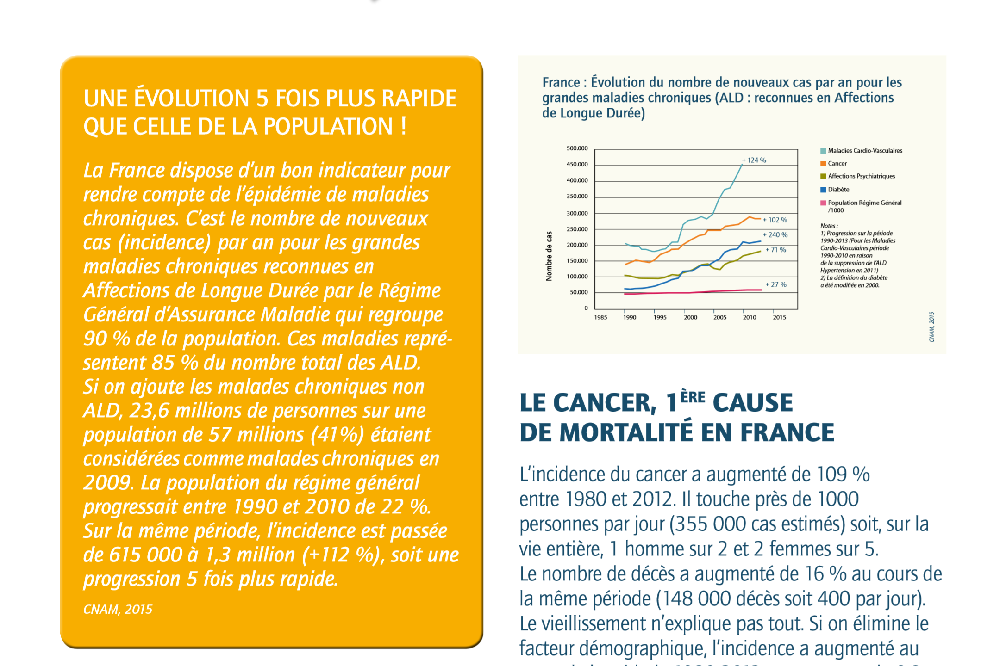 UNE ÉVOLUTION 5 FOIS PLUS RAPIDE
QUE CELLE DE LA POPULATION !
La France dispose d’un bon indicateur pour
rendre compte de l’épidémie de maladies
chroniques. C’est le nombre de nouveaux
cas (incidence) par an pour les grandes
maladies chroniques reconnues en
Affections de Longue Durée par le Régime
Général d’Assurance Maladie qui regroupe
90 % de la population. Ces maladies repré-
sentent 85 % du nombre total des ALD.
Si on ajoute les malades chroniques non
ALD, 23,6 millions de personnes sur une
population de 57 millions (41%) étaient
considérées comme malades chroniques en
2009. La population du régime général
progressait entre 1990 et 2010 de 22 %.
Sur la même période, l’incidence est passée
de 615 000 à 1,3 million (+112 %), soit une
progression 5 fois plus rapide.
CNAM, 2015
France : Évolution du nombre de nouveaux cas par an pour les
grandes maladies chroniques (ALD : reconnues en Affections
de Longue Durée)
Nombre de cas
500.000
450.000
400.000
350.000
300.000
250.000
200.000
150.000
100.000
50.000
0
1985 1990 1995 2000 2005 2010 2015
+ 124 %
+ 102 %
+ 240 %
+ 71 %
+ 27 %
Maladies Cardio-Vasculaires
Cancer
Affections Psychiatriques
Diabète
Population Régime Général
/1000
Notes :
1) Progression sur la période
1990-2013 (Pour les Maladies
Cardio-Vasculaires période
1990-2010 en raison
de la suppression de l’ALD
Hypertension en 2011)
2) La définition du diabète
a été modifiée en 2000.
CNAM, 2015
LE CANCER, 1ÈRE CAUSE
DE MORTALITÉ EN FRANCE
L‘incidence du cancer a augmenté de 109 %
entre 1980 et 2012. Il touche près de 1000
personnes par jour (355 000 cas estimés) soit, sur la
vie entière, 1 homme sur 2 et 2 femmes sur 5.
Le nombre de décès a augmenté de 16 % au cours de
la même période (148 000 décès soit 400 par jour).
Le vieillissement n’explique pas tout. Si on élimine le
facteur démographique, l’incidence a augmenté au